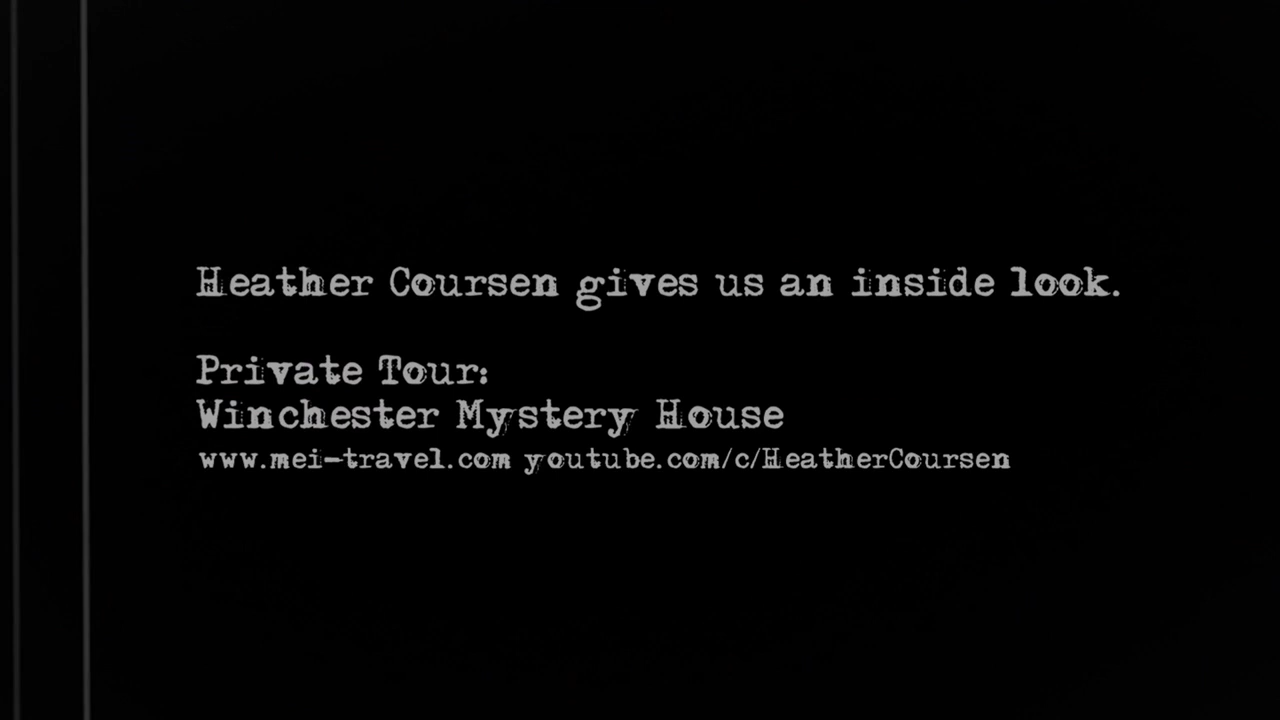 Heather Coursen gives us an inside look.
Private Tour:
Winchester Mystery House
www.mei-travel.com youtube.com/c/HeatherCoursen